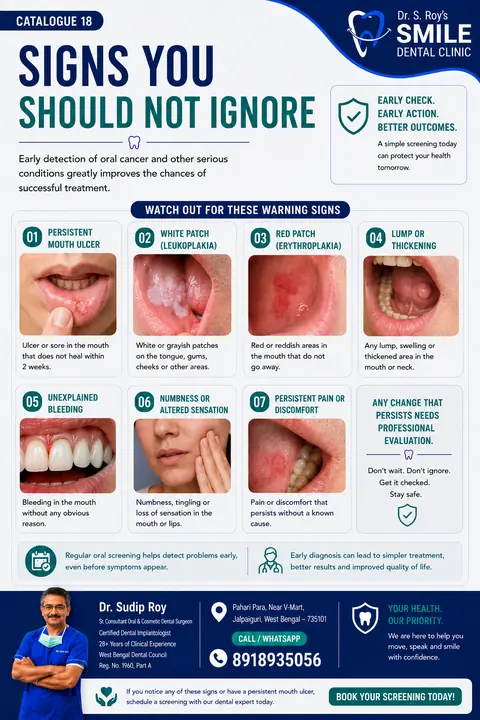 CATALOGUE 18
Dr. S. Roy's
SMILE
DENTAL CLINIC
SIGNS YOU
SHOULD NOT IGNORE
Early detection of oral cancer and other serious
conditions greatly improves the chances of
successful treatment.
EARLY CHECK.
EARLY ACTION.
BETTER OUTCOMES.
A simple screening today
can protect your health
tomorrow.
WATCH OUT FOR THESE WARNING SIGNS
01 PERSISTENT
MOUTH ULCER
Ulcer or sore in the mouth
that does not heal within
2 weeks.
02 WHITE PATCH
(LEUKOPLAKIA)
White or grayish patches
on the tongue, gums,
cheeks or other areas.
03 RED PATCH
(ERYTHROPLAKIA)
Red or reddish areas in
the mouth that do not
go away.
04 LUMP OR
THICKENING
Any lump, swelling or
thickened area in the
mouth or neck.
05 UNEXPLAINED
BLEEDING
Bleeding in the mouth
without any obvious
reason.
06 NUMBNESS OR
ALTERED SENSATION
Numbness, tingling or
loss of sensation in
the mouth or lips.
07 PERSISTENT PAIN OR
DISCOMFORT
Pain or discomfort that
persists without a known
cause.
ANY CHANGE THAT
PERSISTS NEEDS
PROFESSIONAL
EVALUATION.
Don't wait. Don't ignore.
Get it checked.
Stay safe.
Regular oral screening helps detect problems early,
even before symptoms appear.
Early diagnosis can lead to simpler treatment,
better results and improved quality of life.
Dr. Sudip Roy
Sr. Consultant Oral & Cosmetic Dental Surgeon
Certified Dental Implantologist
28+ Years of Clinical Experience
West Bengal Dental Council
Reg. No. 1960, Part A
Pahari Para, Near V-Mart,
Jalpaiguri, West Bengal – 735101
CALL / WHATSAPP
8918935056
YOUR HEALTH.
OUR PRIORITY.
We are here to help you
move, speak and smile
with confidence.
If you notice any of these signs or have a persistent mouth ulcer,
schedule a screening with our dental expert today.
BOOK YOUR SCREENING TODAY!